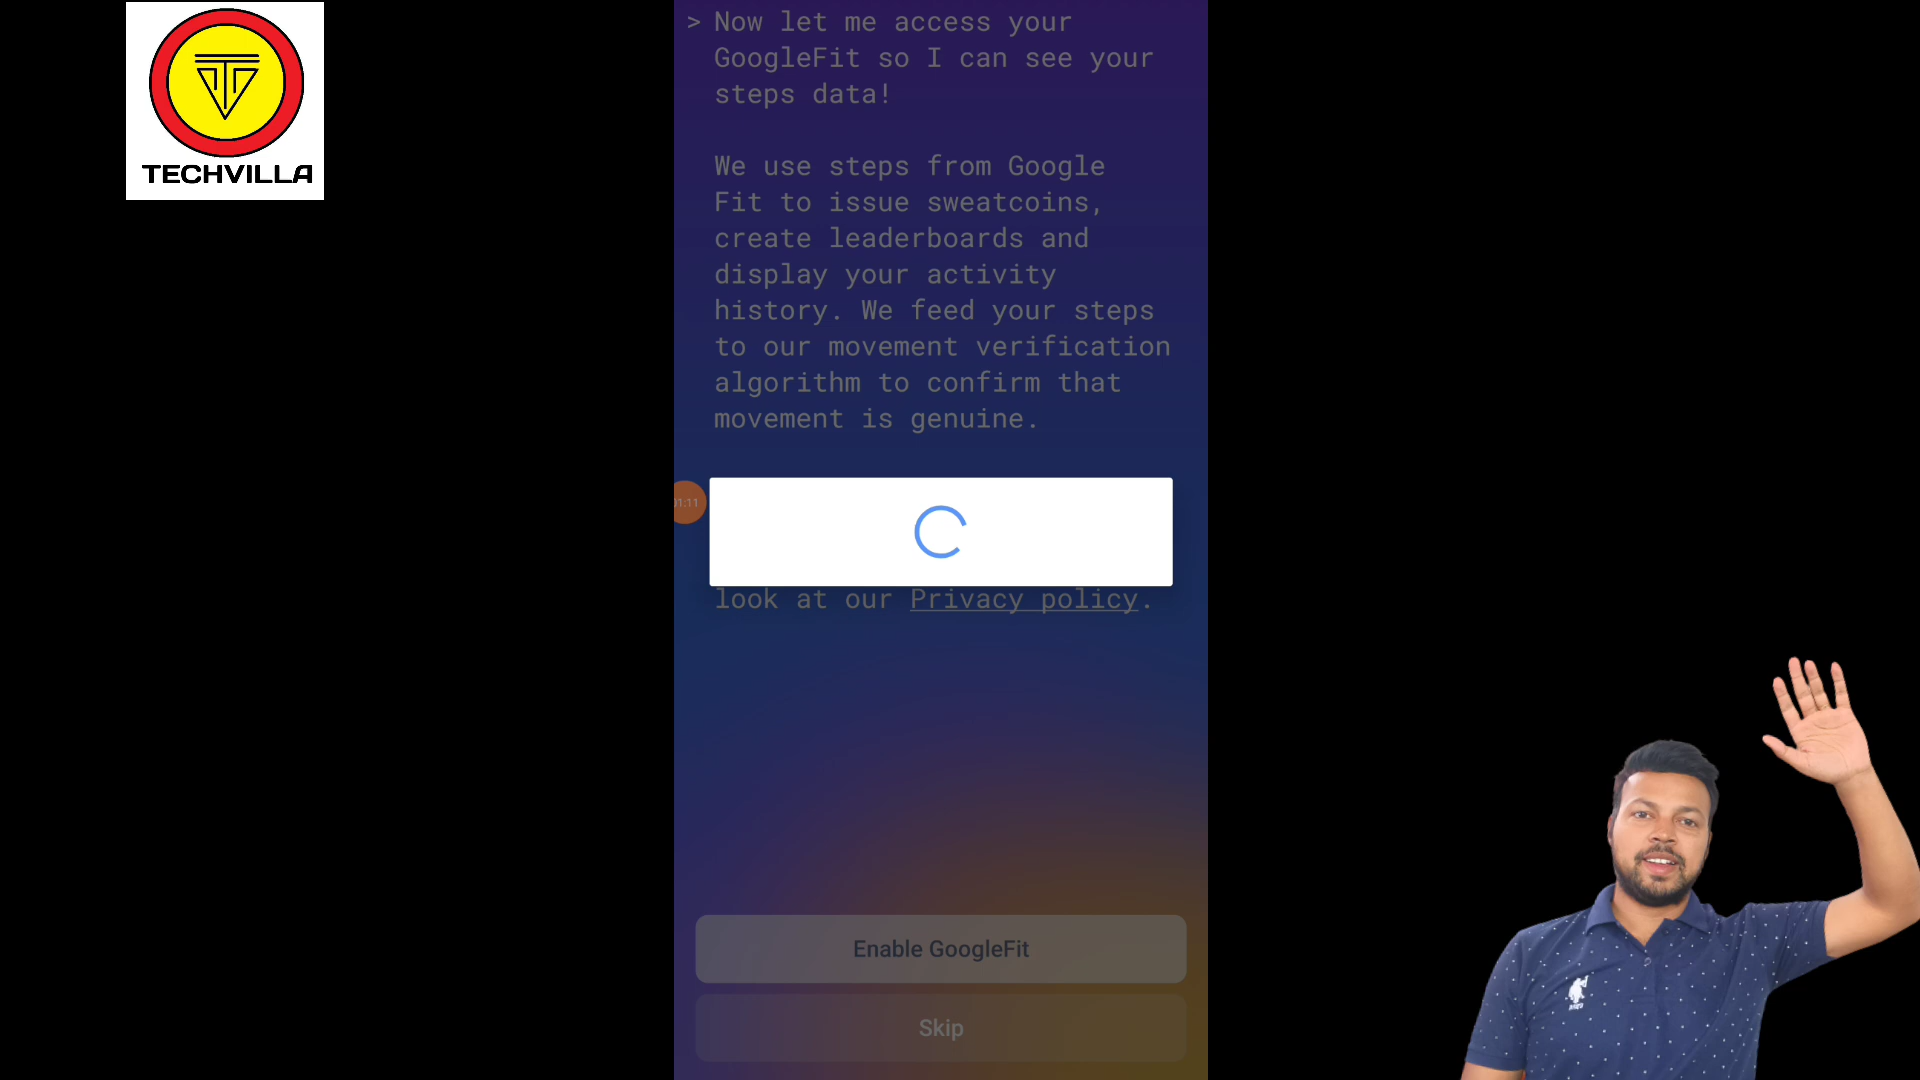 TECHVILLA
> Now let me access your
GoogleFit so I can see your
steps data!
We use steps from Google
Fit to issue sweatcoins,
create leaderboards and
display your activity
history. We feed your steps
to our movement verification
algorithm to confirm that
movement is genuine.
01:11
look at our Privacy policy.
Enable GoogleFit
Skip